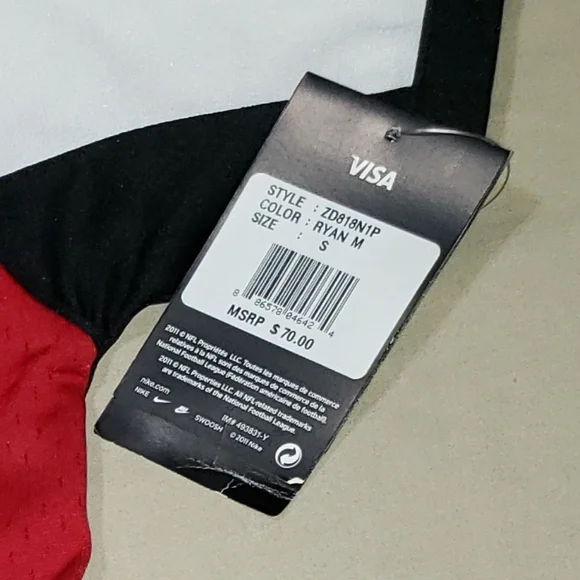 VISA
STYLE : ZD818N1P
COLOR : RYAN M
SIZE : S
8 86578 04642 4
MSRP $ 70.00
2011 © NFL Propriétés LLC. Toutes les marques de commerce
relatives à la NFL sont des marques de commerce de la
National Football League (Fédération américaine de football).
2011 © NFL Properties LLC. All NFL-related trademarks
are trademarks of the National Football League.
nike.com
NIKE SWOOSH
IM# 493831-Y
© 2011 Nike